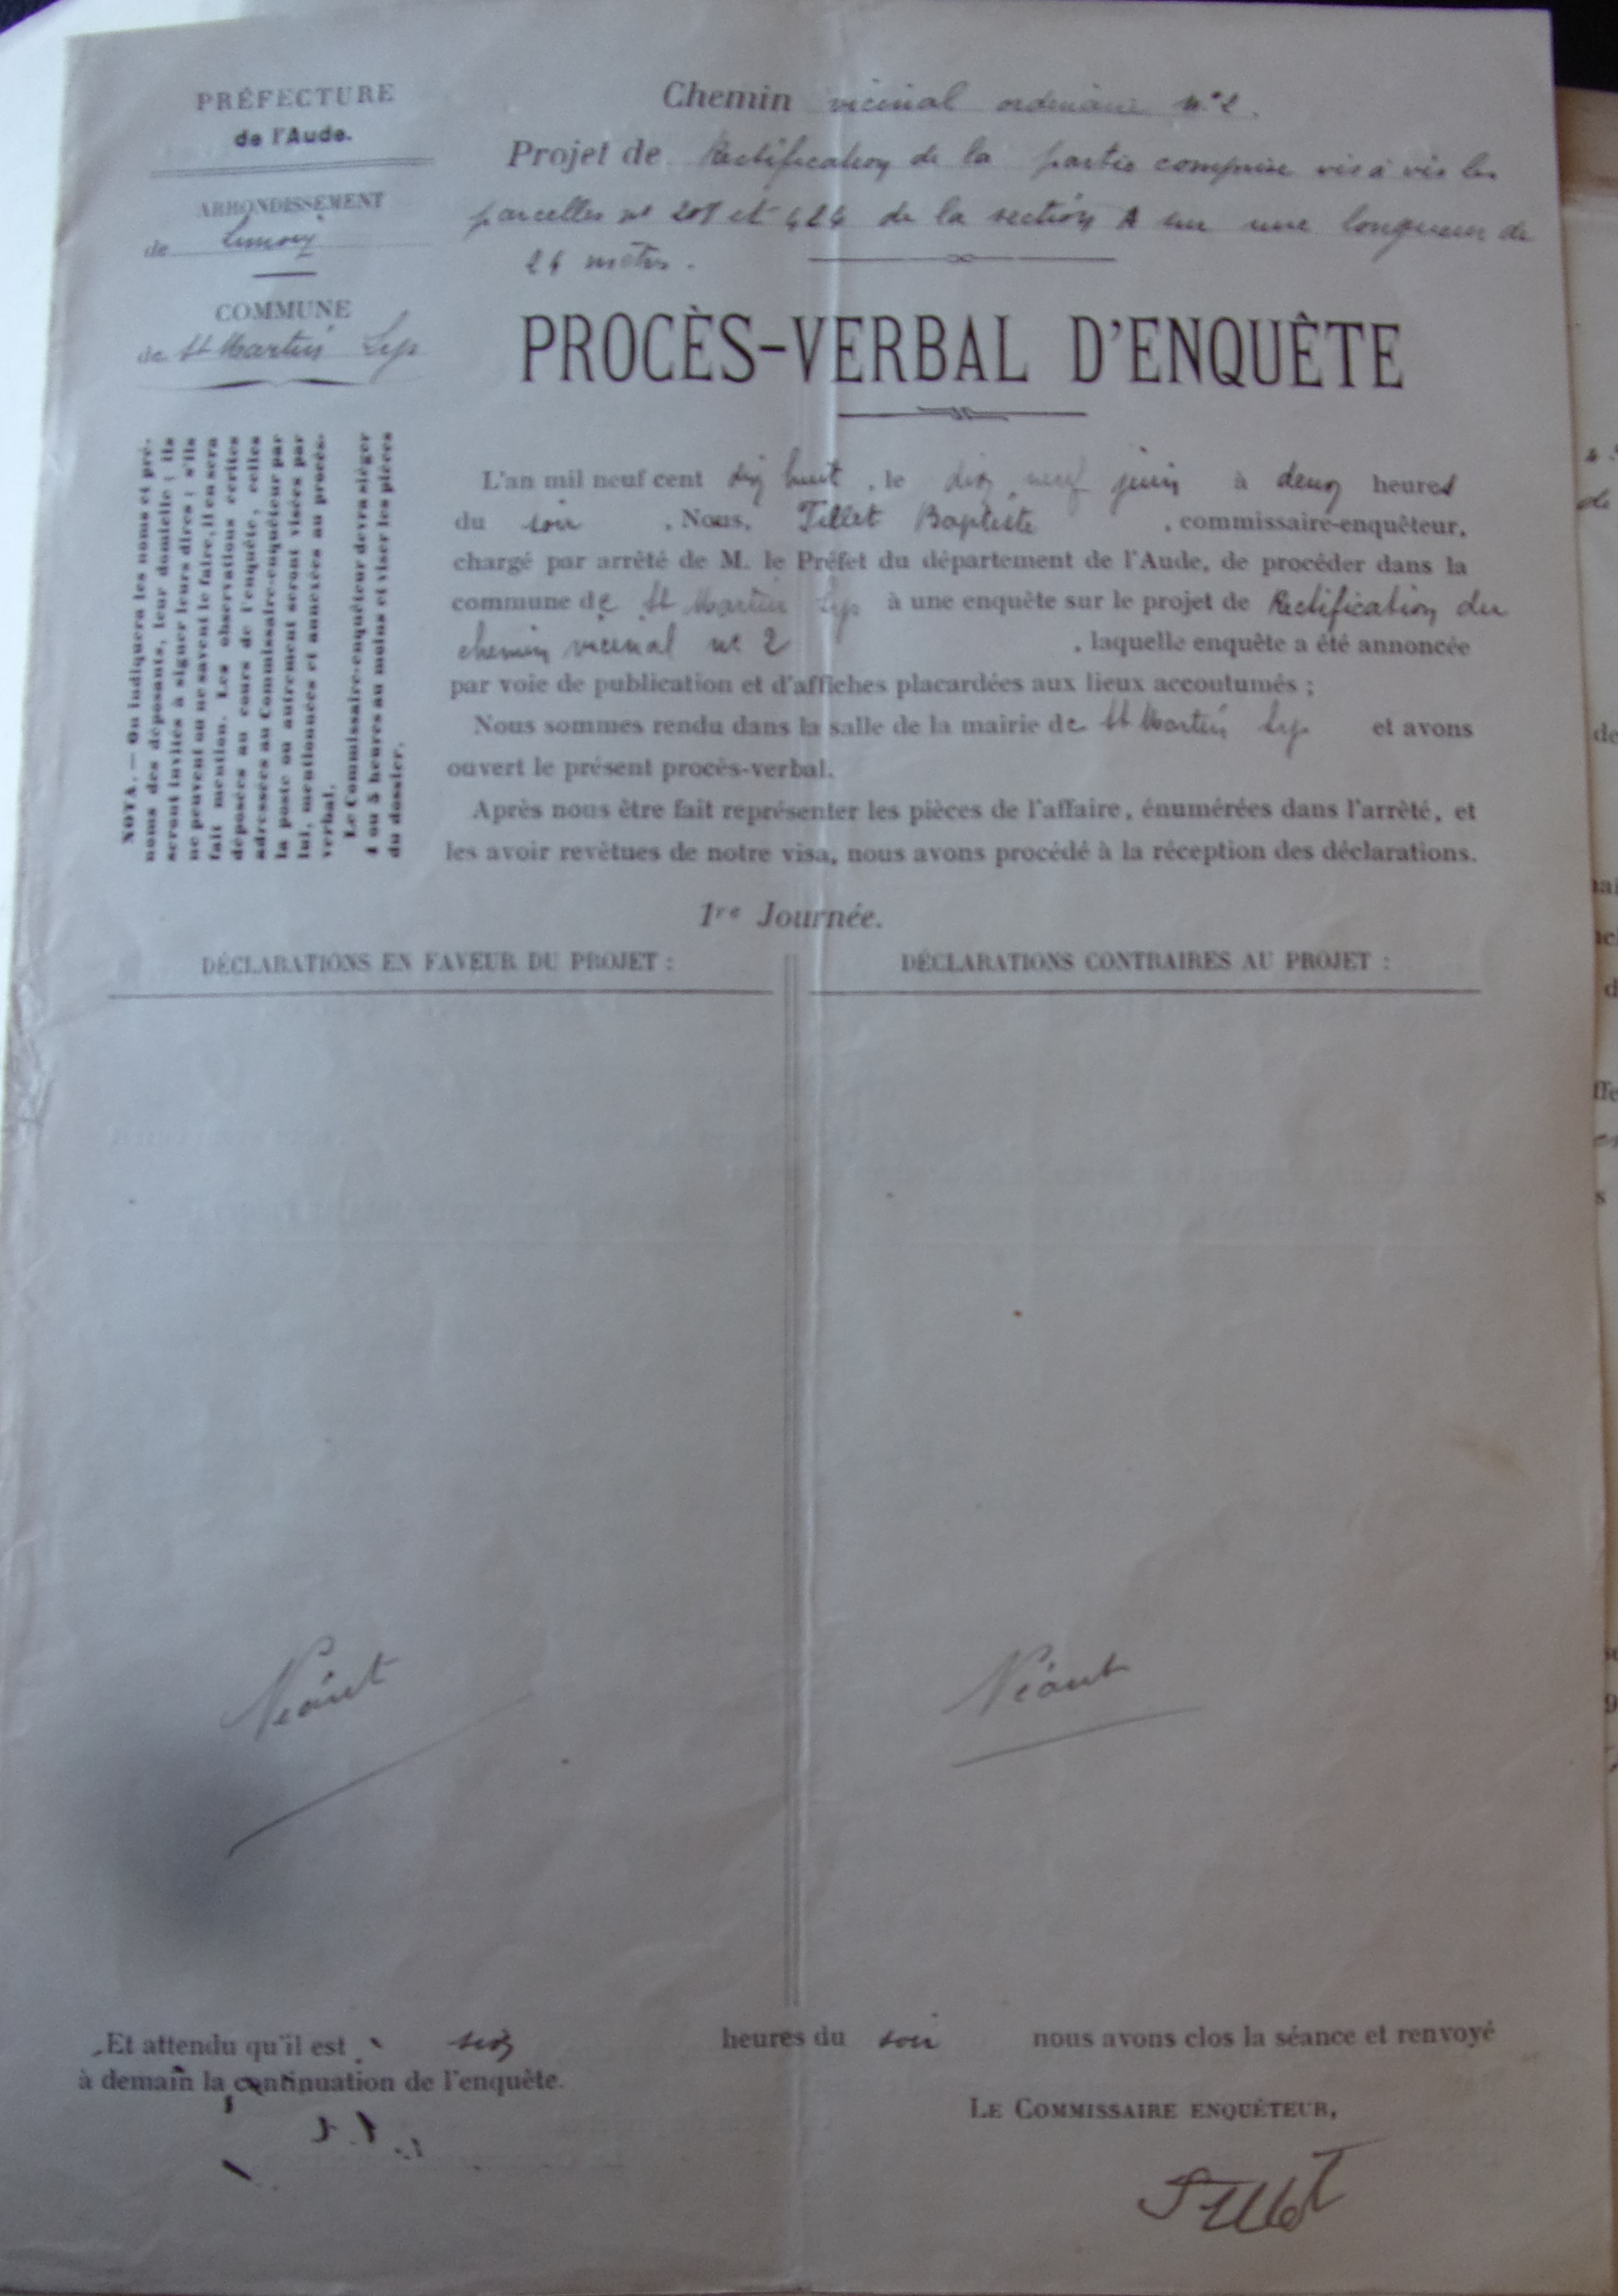 PRÉFECTURE
de l'Aude.
ARRONDISSEMENT
de Limoux
COMMUNE
de St Martin Lys
Chemin vicinal ordinaire n° 2.
Projet de Rectification de la partie comprise vis à vis les
parcelles nos et 424 de la section A sur une longueur de
24 mètres.
PROCÈS-VERBAL D'ENQUÊTE
NOTA. — On indiquera les noms et pré-
noms des déposants, leur domicile ; ils
seront invités à signer leurs dires ; s'ils
ne peuvent ou ne savent le faire, il en sera
fait mention. Les observations écrites
déposées au cours de l'enquête, celles
adressées au Commissaire-enquêteur par
la poste ou autrement seront visées par
lui, mentionnées et annexées au procès-
verbal.
Le Commissaire-enquêteur devra siéger
4 ou 5 heures au moins et viser les pièces
du dossier.
L'an mil neuf cent dix huit, le dix neuf juin à deux heures
du soir, Nous, Tillet Baptiste, commissaire-enquêteur,
chargé par arrêté de M. le Préfet du département de l'Aude, de procéder dans la
commune de St Martin Lys à une enquête sur le projet de Rectification du
chemin vicinal n° 2, laquelle enquête a été annoncée
par voie de publication et d'affiches placardées aux lieux accoutumés ;
Nous sommes rendu dans la salle de la mairie de St Martin Lys et avons
ouvert le présent procès-verbal.
Après nous être fait représenter les pièces de l'affaire, énumérées dans l'arrêté, et
les avoir revêtues de notre visa, nous avons procédé à la réception des déclarations.
1re Journée.
DÉCLARATIONS EN FAVEUR DU PROJET :
DÉCLARATIONS CONTRAIRES AU PROJET :
Néant
Néant
Et attendu qu'il est six heures du soir nous avons clos la séance et renvoyé
à demain la continuation de l'enquête.
LE COMMISSAIRE ENQUÊTEUR,
Tillet